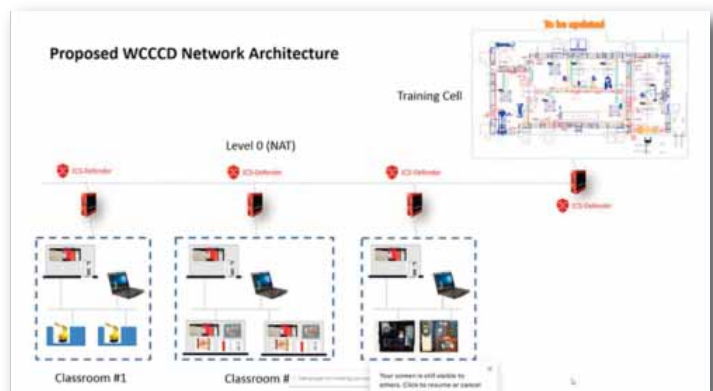 To be updated
Proposed WCCCD Network Architecture
Training Cell
Level 0 (NAT)
ICS-Defender
ICS-Defender
ICS-Defender
ICS-Defender
Classroom #1
Classroom #
Your screen is still visible to
others. Click to resume or cancel